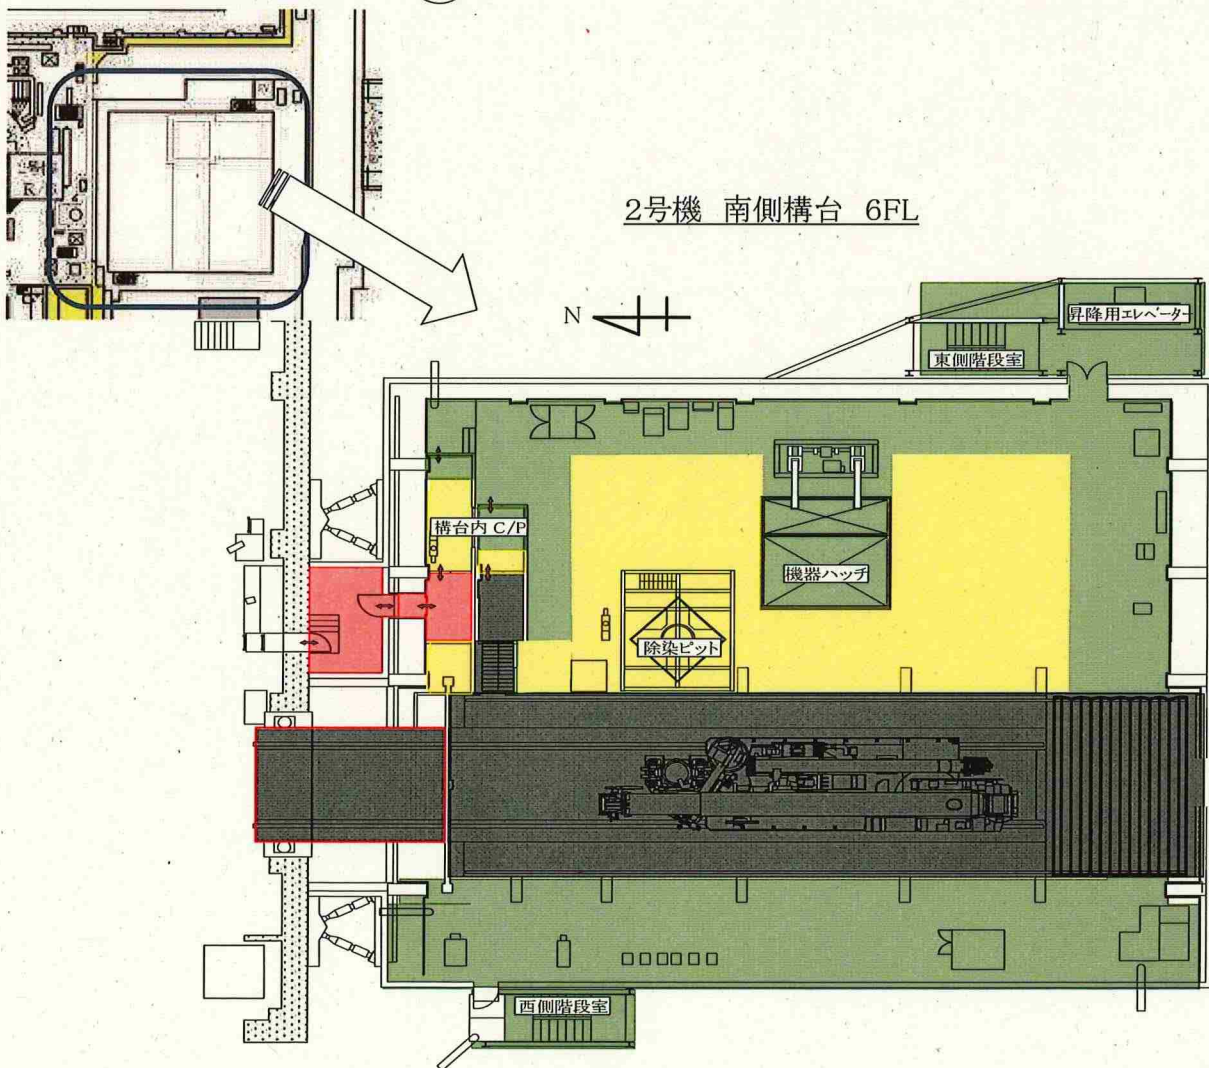 2号機 南側構台 6FL
N
昇降用エレベーター
東側階段室
構台内 C/P
機器ハッチ
除染ピット
西側階段室